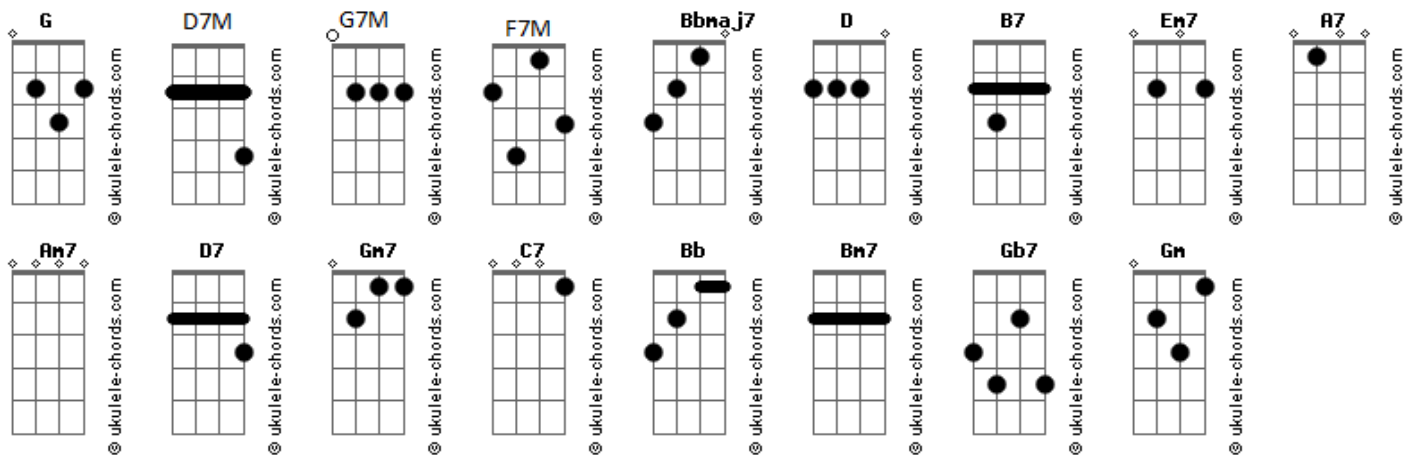 G D7M G7M F7M Bbmaj7 D B7 Em7 A7
© ukulele-chords.com © ukulele-chords.com © ukulele-chords.com © ukulele-chords.com © ukulele-chords.com © ukulele-chords.com © ukulele-chords.com © ukulele-chords.com © ukulele-chords.com
Am7 D7 Gm7 C7 Bb Bm7 Gb7 Gm
© ukulele-chords.com © ukulele-chords.com © ukulele-chords.com © ukulele-chords.com © ukulele-chords.com © ukulele-chords.com © ukulele-chords.com © ukulele-chords.com